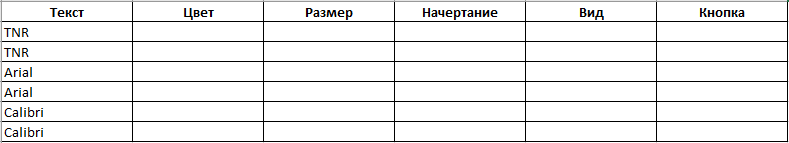 Текст Цвет Размер Начертание Вид Кнопка
TNR
TNR
Arial
Arial
Calibri
Calibri